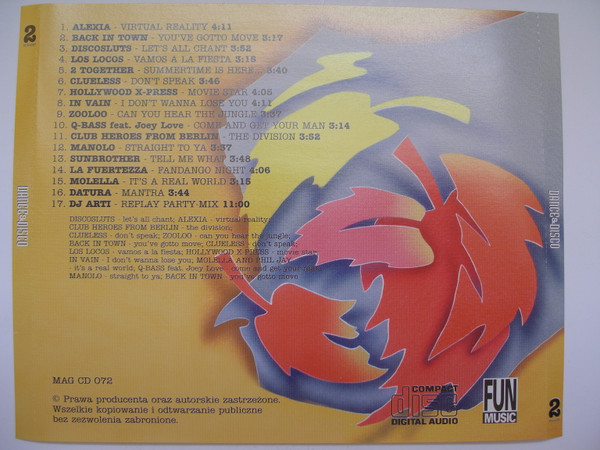 2
1. ALEXIA - VIRTUAL REALITY 4:11
2. BACK IN TOWN - YOU'VE GOTTO MOVE 3:17
3. DISCOSLUTS - LET'S ALL CHANT 3:52
4. LOS LOCOS - VAMOS A LA FIESTA 3:18
5. 2 TOGETHER - SUMMERTIME IS HERE... 3:40
6. CLUELESS - DON'T SPEAK 3:46
7. HOLLYWOOD X-PRESS - MOVIE STAR 4:08
8. IN VAIN - I DON'T WANNA LOSE YOU 4:11
9. ZOOLOO - CAN YOU HEAR THE JUNGLE 3:37
10. Q-BASS feat. Joey Love - COME AND GET YOUR MAN 3:14
11. CLUB HEROES FROM BERLIN - THE DIVISION 3:52
12. MANOLO - STRAIGHT TO YA 3:37
13. SUNBROTHER - TELL ME WHAT 3:48
14. LA FUERTEZZA - FANDANGO NIGHT 4:06
15. MOLELLA - IT'S A REAL WORLD 3:15
16. DATURA - MANTRA 3:44
17. DJ ARTI - REPLAY PARTY-MIX 11:00
DISCOSLUTS - let's all chant; ALEXIA - virtual reality;
CLUB HEROES FROM BERLIN - the division;
CLUELESS - don't speak; ZOOLOO - can you hear the jungle;
BACK IN TOWN - you've gotto move; CLUELESS - don't speak;
LOS LOCOS - vamos a la fiesta; HOLLYWOOD X-PRESS - movie star;
IN VAIN - I don't wanna lose you; MOLELLA AND PHIL JAY
- it's a real world; Q-BASS feat. Joey Love - come and get your man;
MANOLO - straight to ya; BACK IN TOWN - you've gotto move
DANCE&DISCO
DANCE&DISCO
MAG CD 072
© Prawa producenta oraz autorskie zastrzeżone.
Wszelkie kopiowanie i odtwarzanie publiczne
bez zezwolenia zabronione.
COMPACT
disc
DIGITAL AUDIO
FUN
MUSIC
2